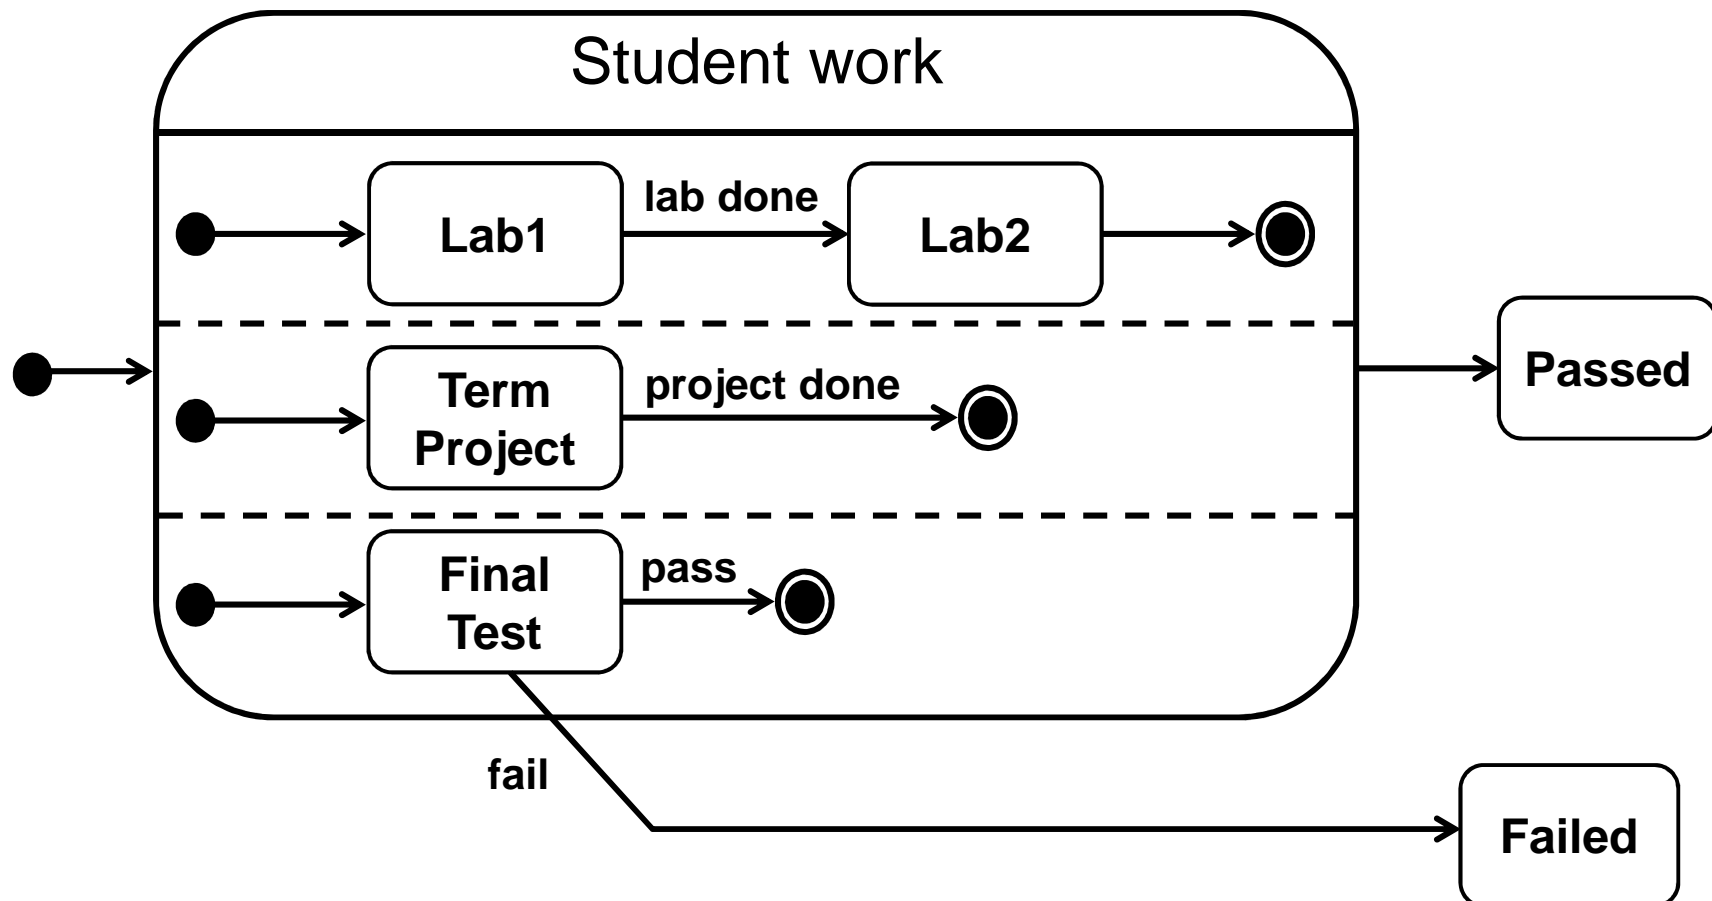 Student work
lab done
Lab1
Lab2
Term
Project
project done
Passed
Final
Test
pass
fail
Failed